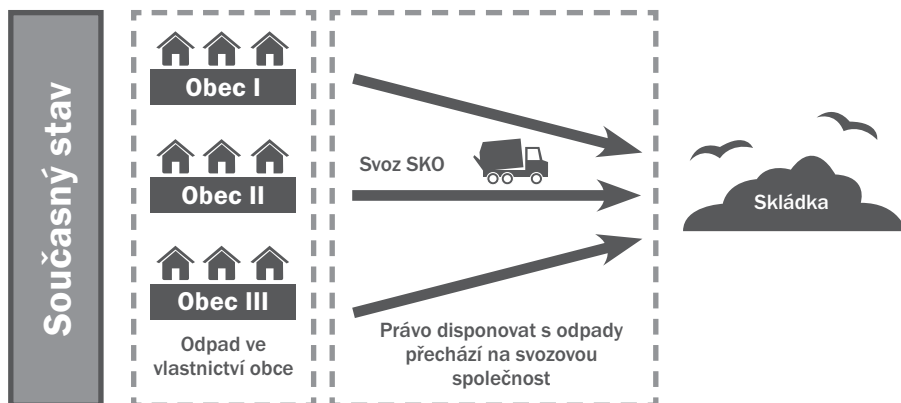 Současný stav
Obec I
Obec II
Obec III
Odpad ve
vlastnictví obce
Svoz SKO
Právo disponovat s odpady
přechází na svozovou
společnost
Skládka